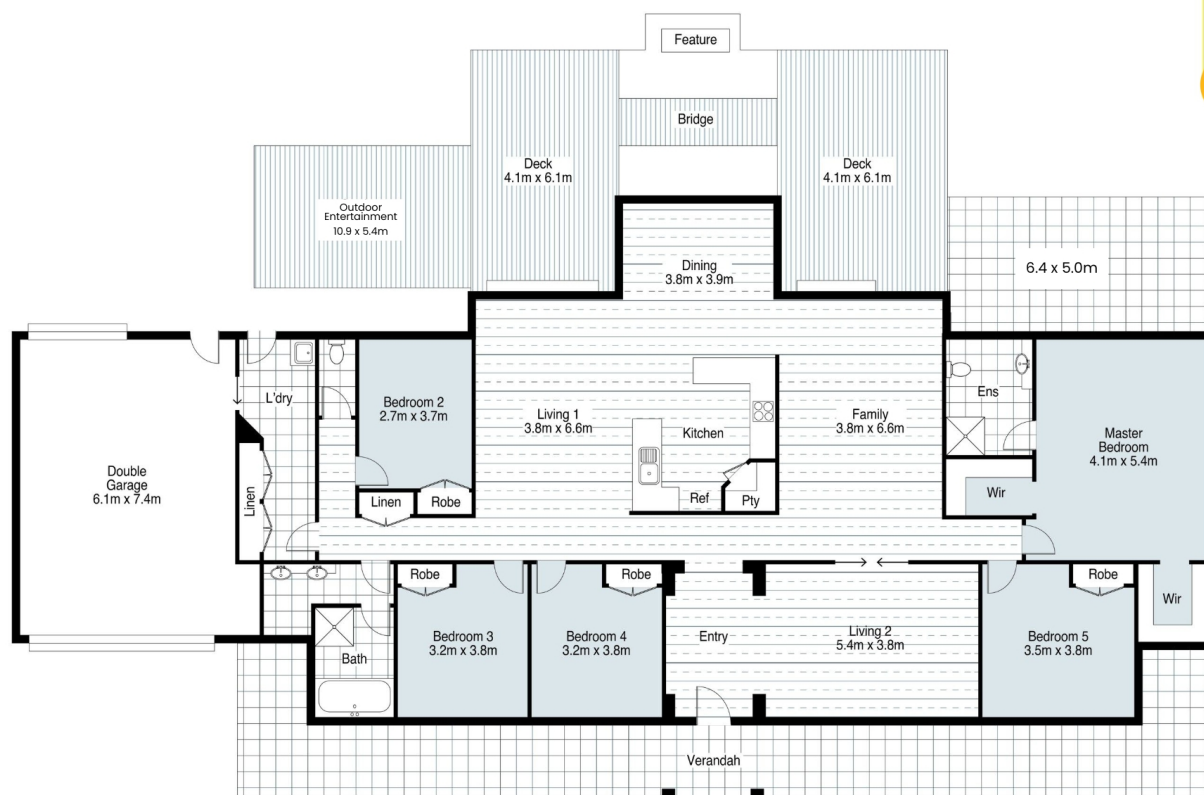 Feature
Bridge
Deck
4.1m x 6.1m
Deck
4.1m x 6.1m
Outdoor
Entertainment
10.9 x 5.4m
Dining
3.8m x 3.9m
6.4 x 5.0m
L'dry
Bedroom 2
2.7m x 3.7m
Living 1
3.8m x 6.6m
Kitchen
Family
3.8m x 6.6m
Ens
Master
Bedroom
4.1m x 5.4m
Double
Garage
6.1m x 7.4m
Linen
Linen
Robe
Ref
Pty
Wir
Robe
Robe
Robe
Wir
Bedroom 3
3.2m x 3.8m
Bedroom 4
3.2m x 3.8m
Entry
Living 2
5.4m x 3.8m
Bedroom 5
3.5m x 3.8m
Bath
Verandah